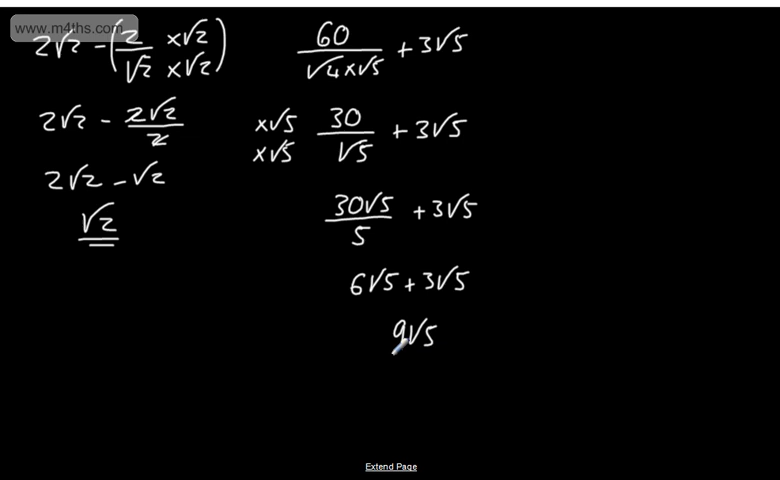 www.m4ths.com
2√2 - (2/√2 ×√2/×√2)
2√2 - 2√2/2
2√2 - √2
√2
60/√4×√5 + 3√5
×√5/×√5 30/√5 + 3√5
30√5/5 + 3√5
6√5 + 3√5
9√5
Extend Page